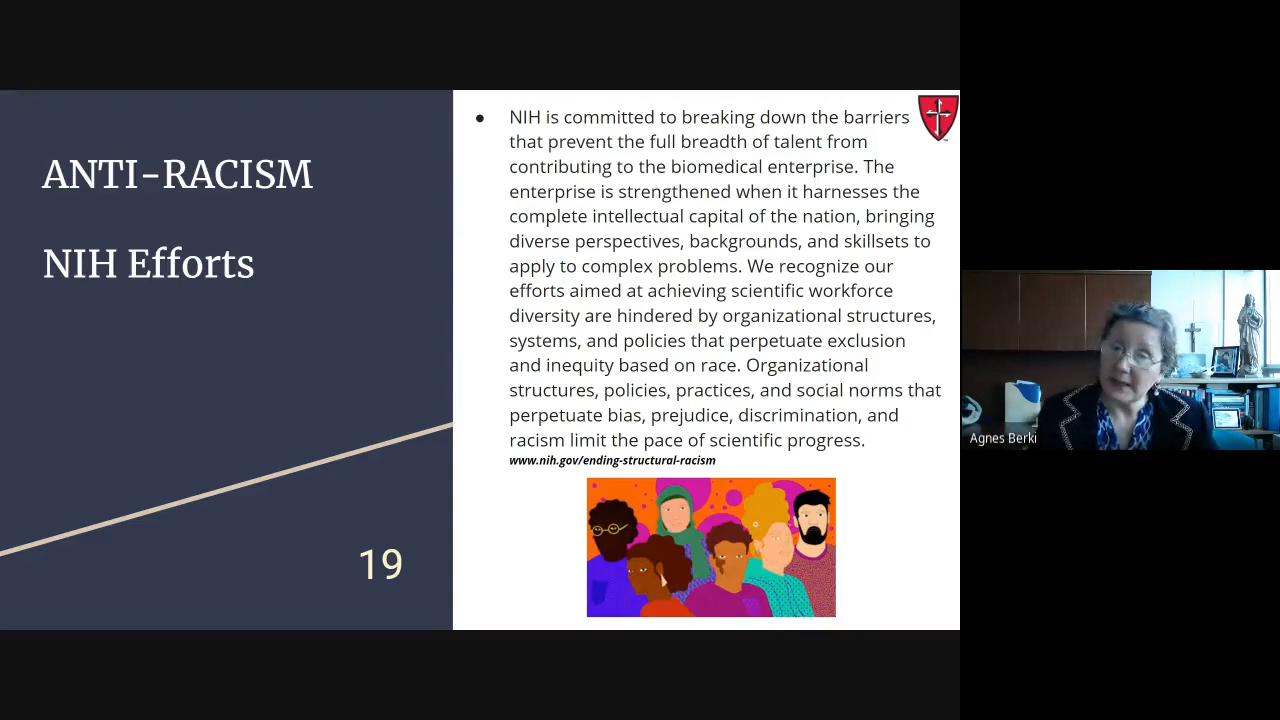 ANTI-RACISM
NIH Efforts
19
● NIH is committed to breaking down the barriers
that prevent the full breadth of talent from
contributing to the biomedical enterprise. The
enterprise is strengthened when it harnesses the
complete intellectual capital of the nation, bringing
diverse perspectives, backgrounds, and skillsets to
apply to complex problems. We recognize our
efforts aimed at achieving scientific workforce
diversity are hindered by organizational structures,
systems, and policies that perpetuate exclusion
and inequity based on race. Organizational
structures, policies, practices, and social norms that
perpetuate bias, prejudice, discrimination, and
racism limit the pace of scientific progress.
www.nih.gov/ending-structural-racism
Agnes Berki